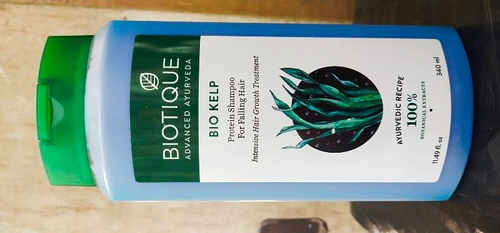 BIOTIQUE
ADVANCED AYURVEDA
BIO KELP
Protein Shampoo
For Falling Hair
Intensive Hair Growth Treatment
AYURVEDIC RECIPE
100%
BOTANICAL EXTRACTS
11.49 fl. oz
340 ml